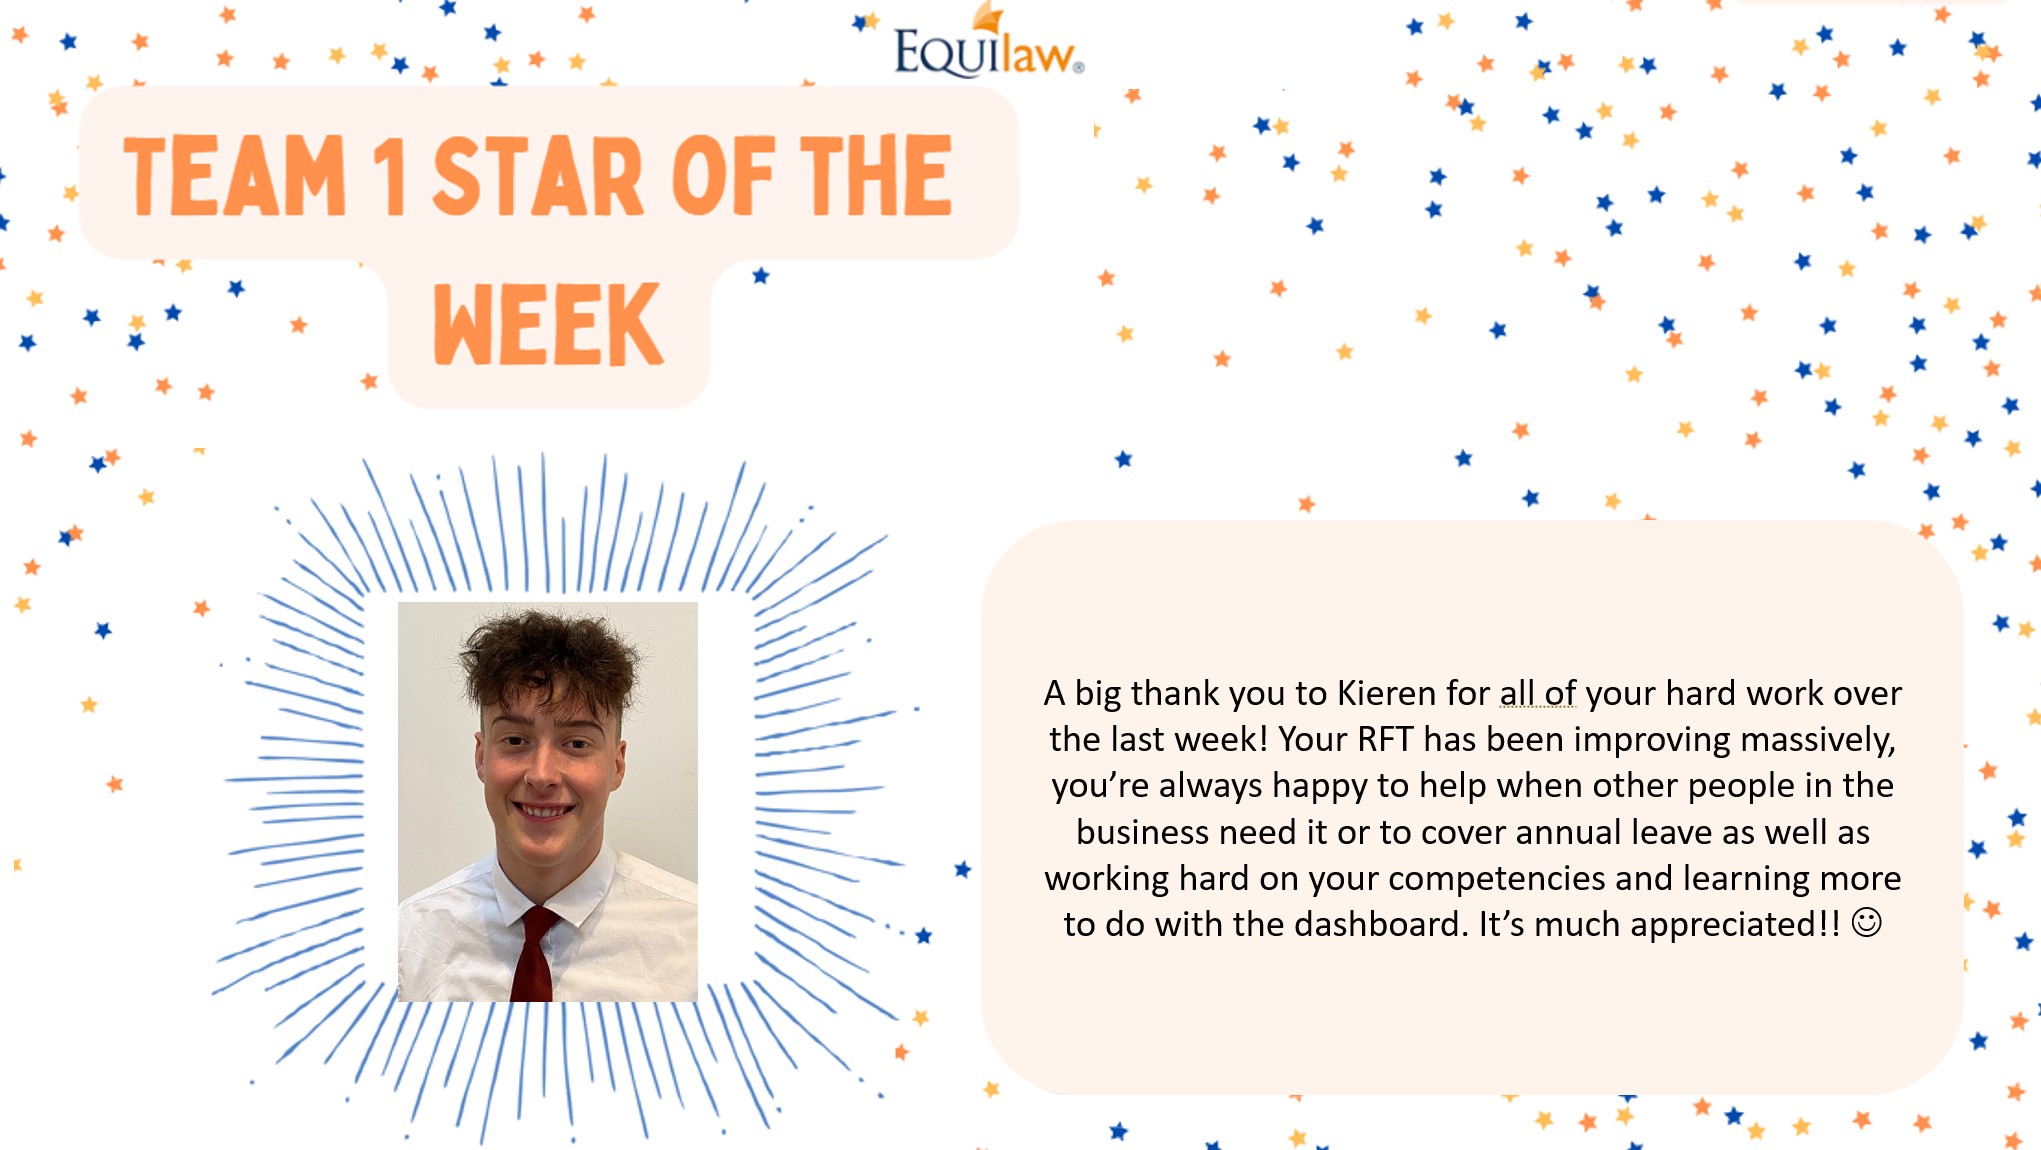 EQUIlaw®
TEAM 1 STAR OF THE
WEEK
A big thank you to Kieren for all of your hard work over
the last week! Your RFT has been improving massively,
you’re always happy to help when other people in the
business need it or to cover annual leave as well as
working hard on your competencies and learning more
to do with the dashboard. It’s much appreciated!! ☺